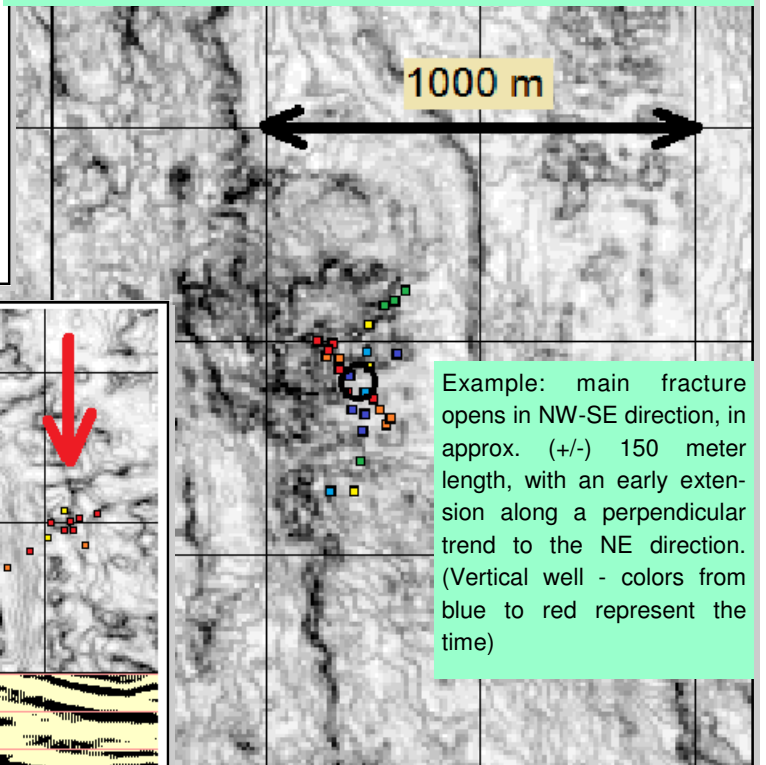 1000 m
Example: main fracture
opens in NW-SE direction, in
approx. (+/-) 150 meter
length, with an early exten-
sion along a perpendicular
trend to the NE direction.
(Vertical well - colors from
blue to red represent the
time)